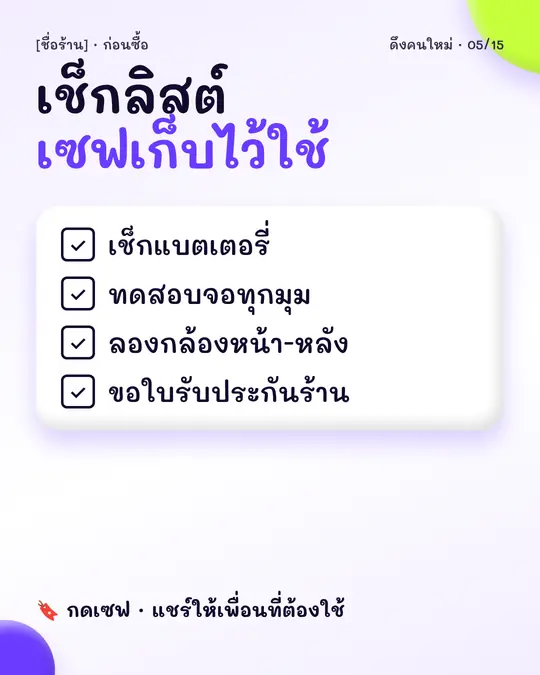 [ชื่อร้าน] · ก่อนซื้อ
ดึงคนใหม่ · 05/15
เช็กลิสต์
เซฟเก็บไว้ใช้
เช็กแบตเตอรี่
ทดสอบจอทุกมุม
ลองกล้องหน้า-หลัง
ขอใบรับประกันร้าน
กดเซฟ · แชร์ให้เพื่อนที่ต้องใช้